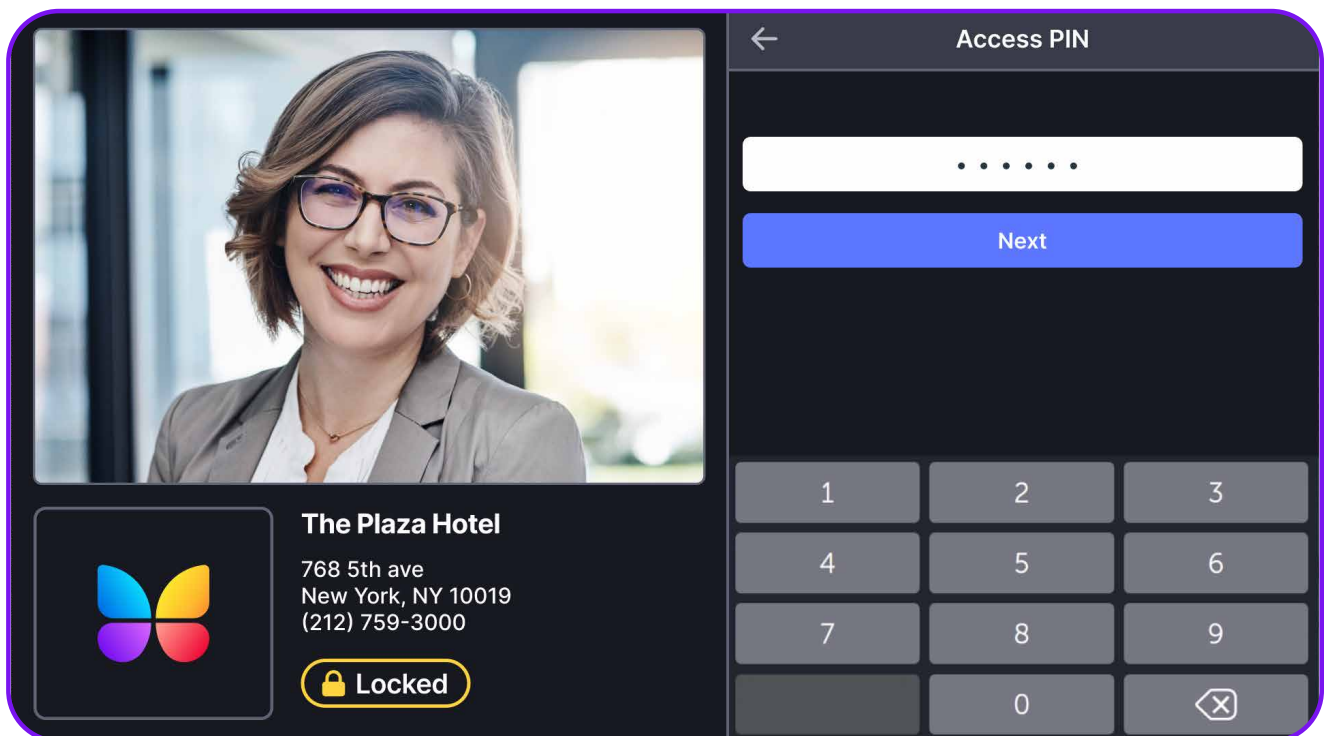 Access PIN
Next
1 2 3
4 5 6
7 8 9
0
The Plaza Hotel
768 5th ave
New York, NY 10019
(212) 759-3000
Locked